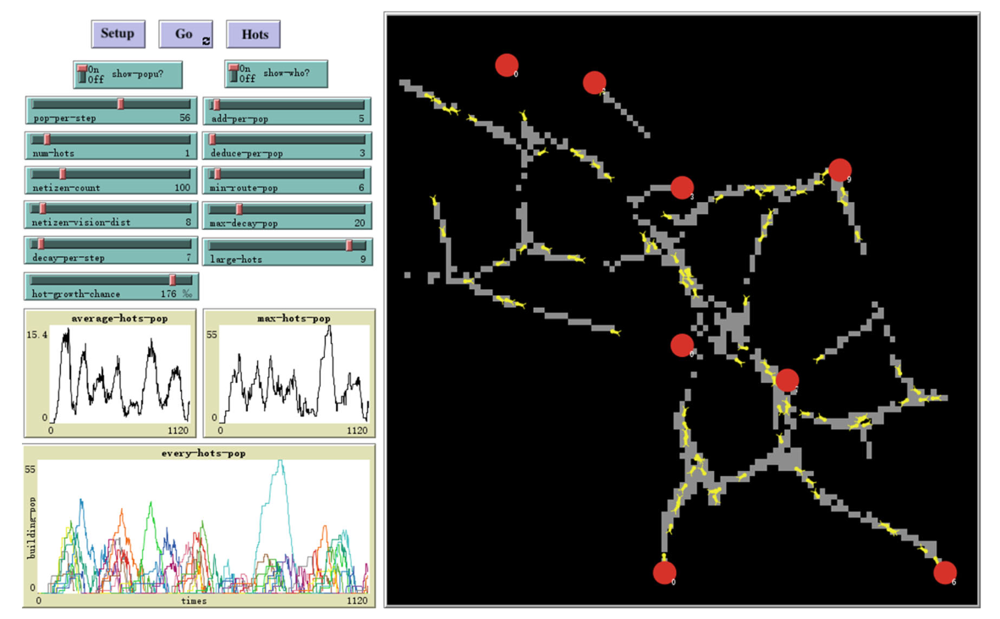 Setup Go Hots
On Off show-popu? On Off show-who?
pop-per-step 56 add-per-pop 5
num-hots 1 deduce-per-pop 3
netizen-count 100 min-route-pop 6
netizen-vision-dist 8 max-decay-pop 20
decay-per-step 7 large-hots 9
hot-growth-chance 176 ‰
average-hots-pop
15.4
0
0 1120
max-hots-pop
55
0
0 1120
every-hots-pop
55
building-pop
0
0 times 1120
0
3
9
6
0
6